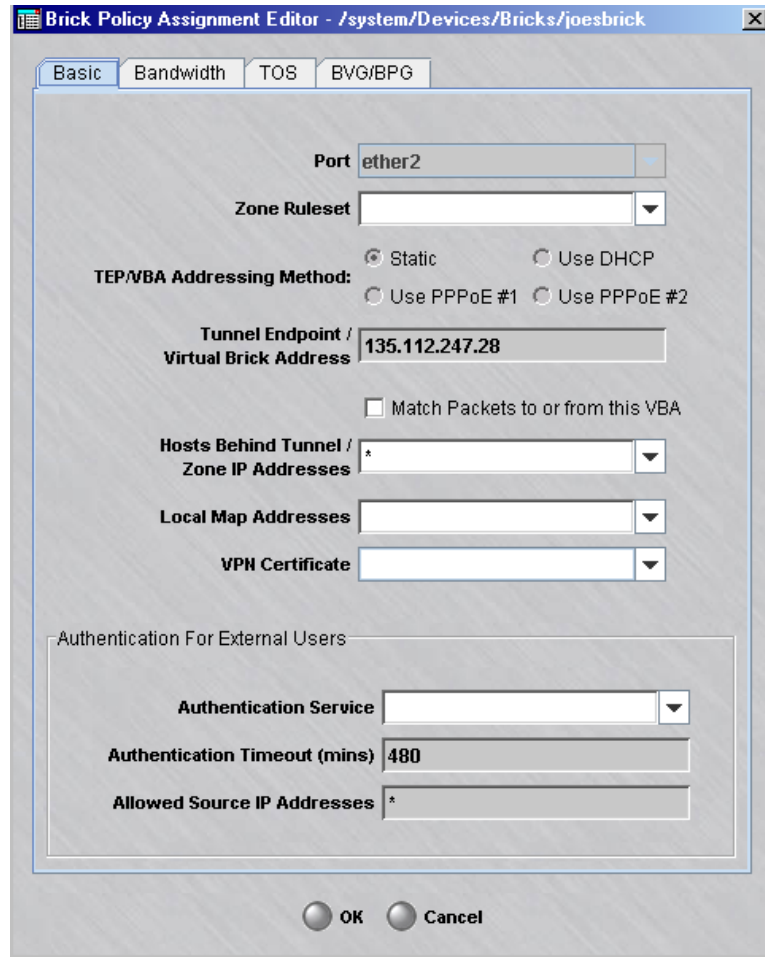 Brick Policy Assignment Editor - /system/Devices/Bricks/joesbrick
Basic Bandwidth TOS BVG/BPG
Port ether2
Zone Ruleset
TEP/VBA Addressing Method:
Static Use DHCP
Use PPPoE #1 Use PPPoE #2
Tunnel Endpoint /
Virtual Brick Address
135.112.247.28
Match Packets to or from this VBA
Hosts Behind Tunnel /
Zone IP Addresses
*
Local Map Addresses
VPN Certificate
Authentication For External Users
Authentication Service
Authentication Timeout (mins) 480
Allowed Source IP Addresses *
OK Cancel